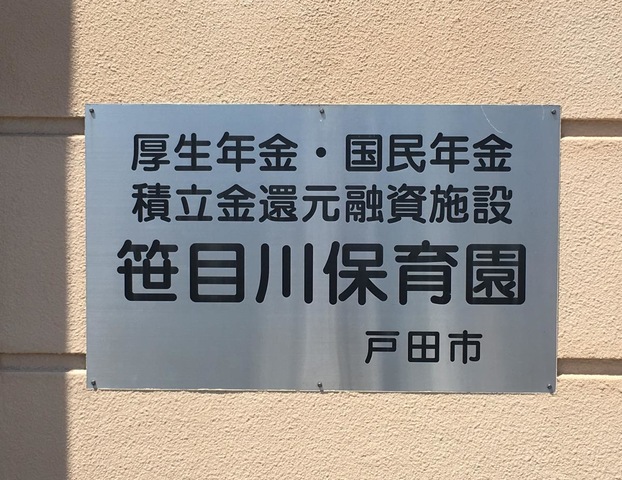 厚生年金・国民年金
積立金還元融資施設
笹目川保育園
戸田市